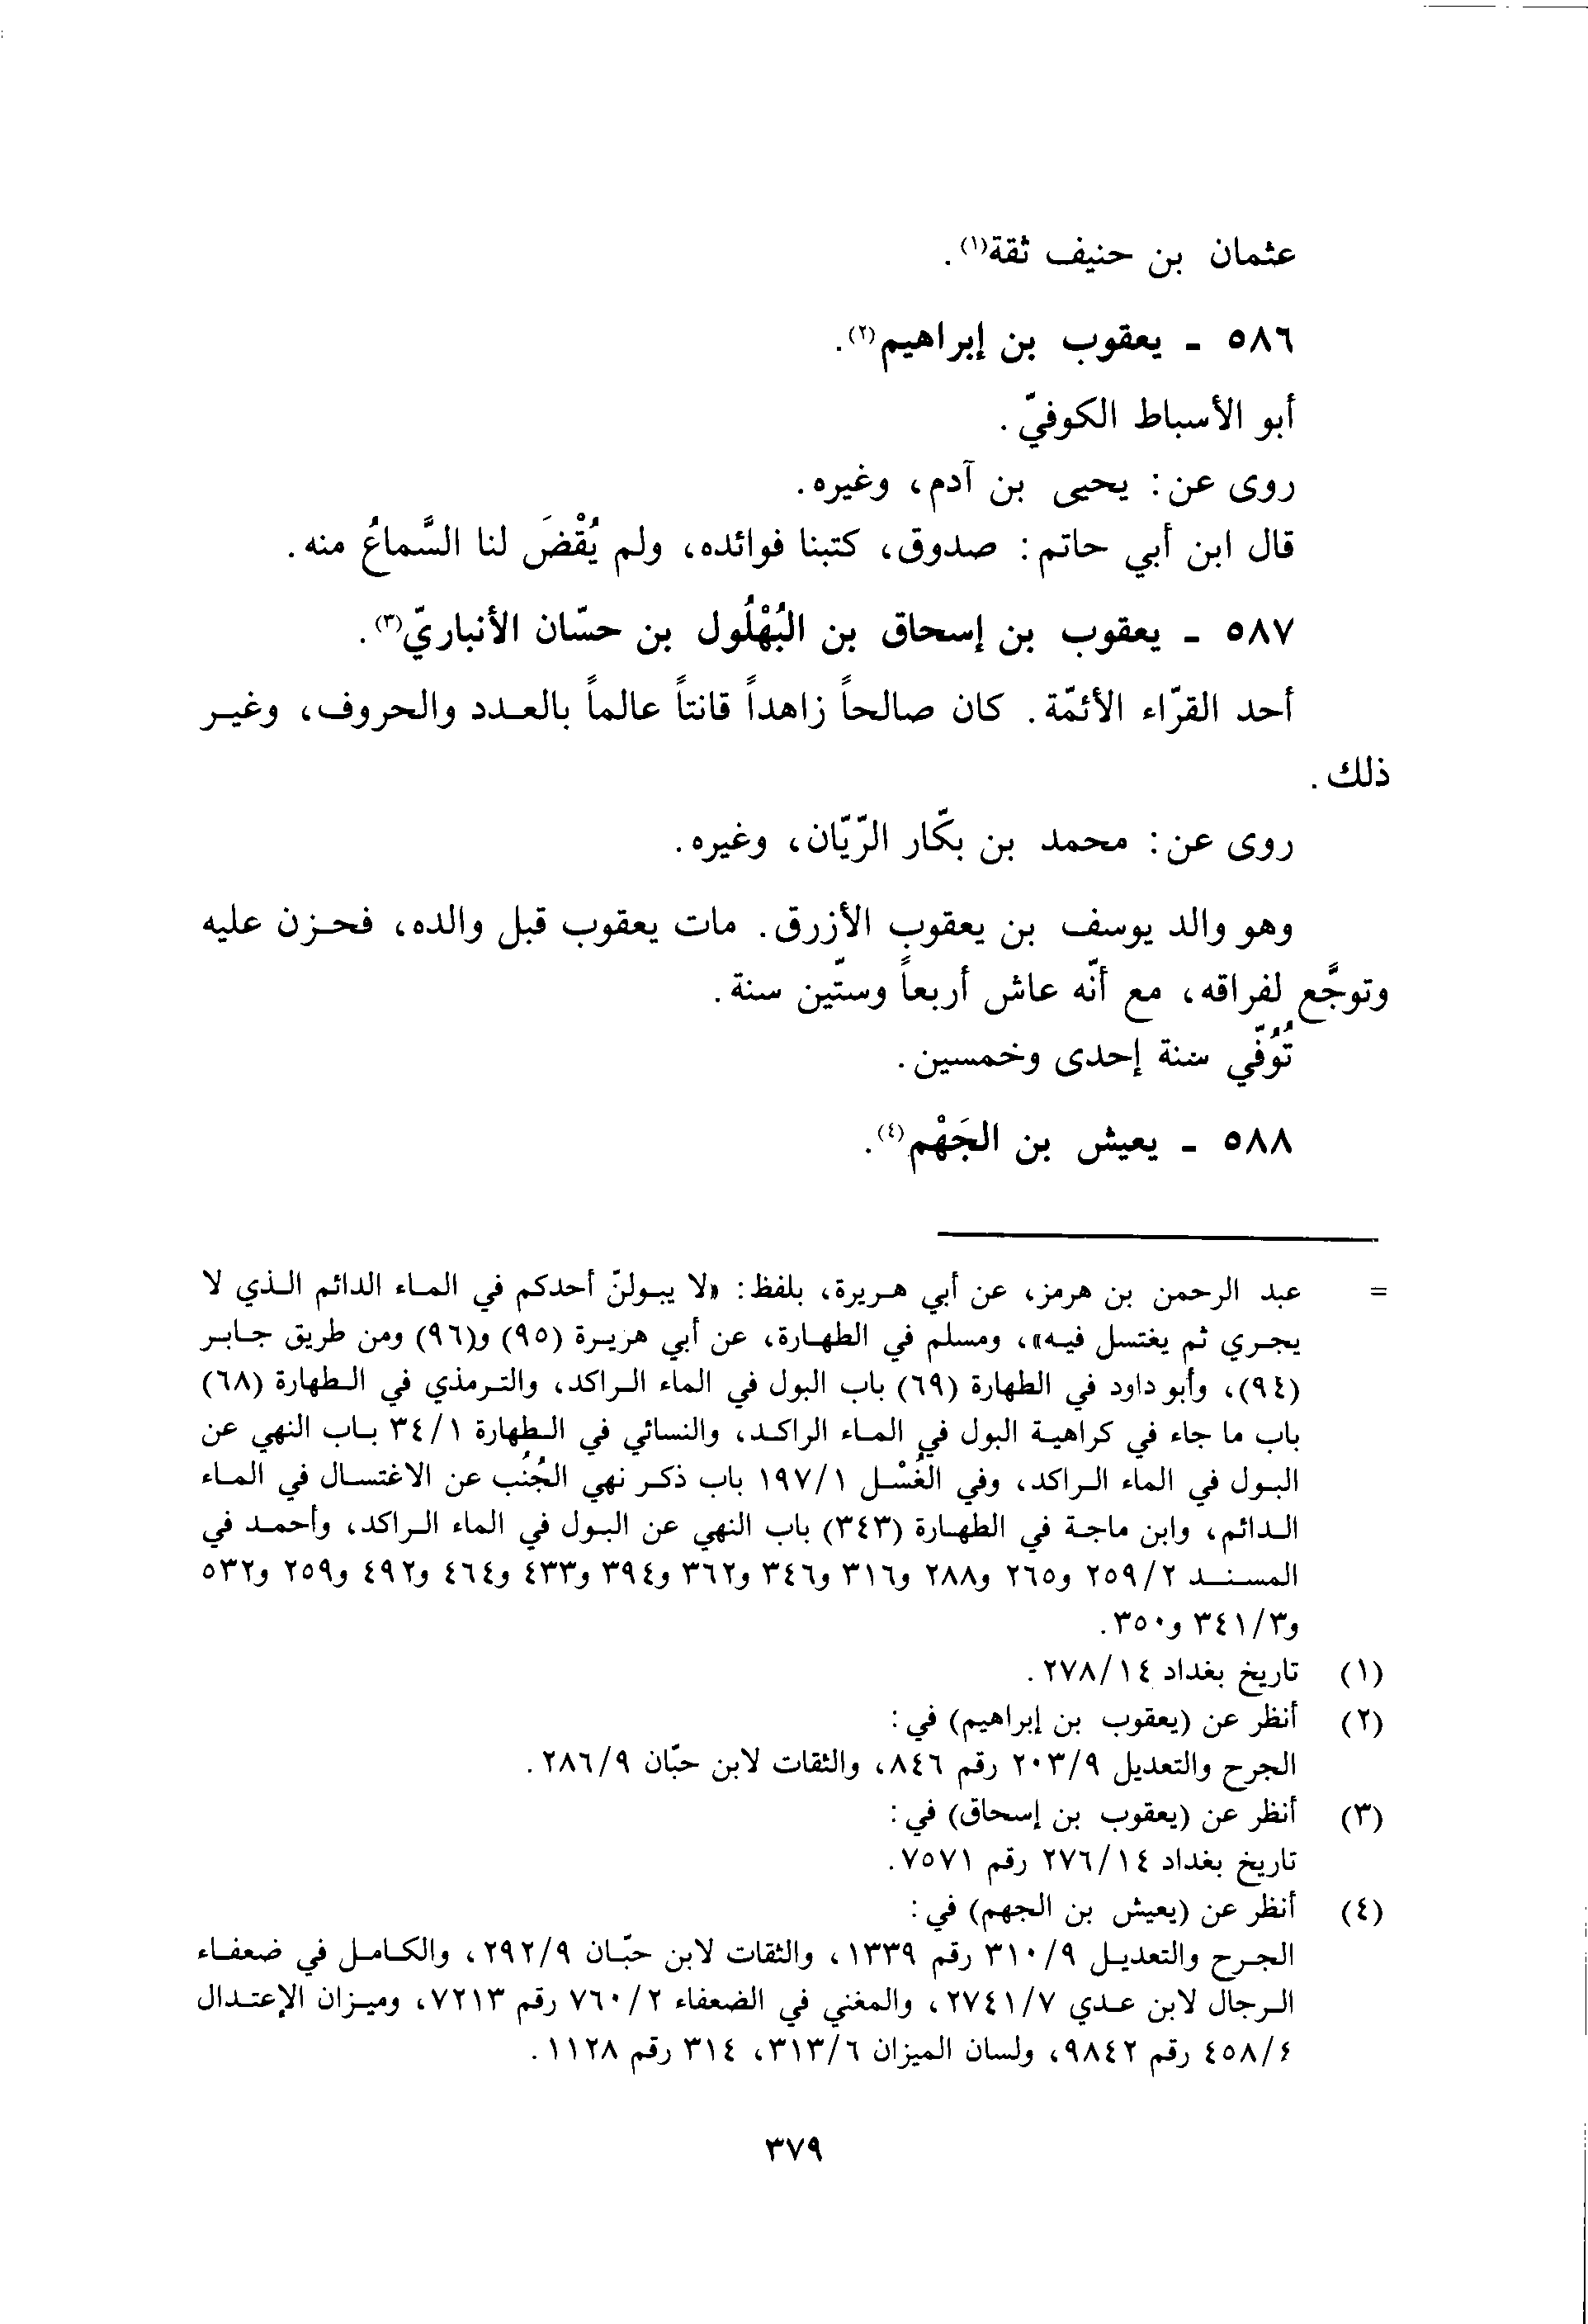 عثمان بن حنيف ثقة(١).
٥٨٦ - يعقوب بن إبراهيم(٢).
أبو الأسباط الكوفيّ.
روى عن: يحيى بن آدم، وغيره.
قال ابن أبي حاتم: صدوق، كتبنا فوائده، ولم يُقْضَ لنا السَّماعُ منه.
٥٨٧ - يعقوب بن إسحاق بن البُهْلُول بن حسّان الأنباريّ(٣).
أحد القرّاء الأئمّة. كان صالحاً زاهداً قانتاً عالماً بالعدد والحروف، وغير
ذلك.
روى عن: محمد بن بكّار الرّيّان، وغيره.
وهو والد يوسف بن يعقوب الأزرق. مات يعقوب قبل والده، فحزن عليه
وتوجَّع لفراقه، مع أنّه عاش أربعاً وستّين سنة.
تُوُفّي سنة إحدى وخمسين.
٥٨٨ - يعيش بن الجَهْم(٤).
= عبد الرحمن بن هرمز، عن أبي هريرة، بلفظ: «لا يبولنّ أحدكم في الماء الدائم الذي لا
يجري ثم يغتسل فيه»، ومسلم في الطهارة، عن أبي هريرة (٩٥) و(٩٦) ومن طريق جابر
(٩٤)، وأبو داود في الطهارة (٦٩) باب البول في الماء الراكد، والترمذي في الطهارة (٦٨)
باب ما جاء في كراهية البول في الماء الراكد، والنسائي في الطهارة ٣٤/١ باب النهي عن
البول في الماء الراكد، وفي الغُسْل ١٩٧/١ باب ذكر نهي الجُنُب عن الاغتسال في الماء
الدائم، وابن ماجة في الطهارة (٣٤٣) باب النهي عن البول في الماء الراكد، وأحمد في
المسند ٢٥٩/٢ و٢٦٥ و٢٨٨ و٣١٦ و٣٤٦ و٣٦٢ و٣٩٤ و٤٣٣ و٤٦٤ و٤٩٢ و٢٥٩ و٥٣٢
و٣٤١/٣ و٣٥٠.
(١) تاريخ بغداد ٢٧٨/١٤.
(٢) أنظر عن (يعقوب بن إبراهيم) في:
الجرح والتعديل ٢٠٣/٩ رقم ٨٤٦، والثقات لابن حبّان ٢٨٦/٩.
(٣) أنظر عن (يعقوب بن إسحاق) في:
تاريخ بغداد ٢٧٦/١٤ رقم ٧٥٧١.
(٤) أنظر عن (يعيش بن الجهم) في:
الجرح والتعديل ٣١٠/٩ رقم ١٣٣٩، والثقات لابن حبّان ٢٩٢/٩، والكامل في ضعفاء
الرجال لابن عدي ٢٧٤١/٧، والمغني في الضعفاء ٧٦٠/٢ رقم ٧٢١٣، وميزان الإعتدال
٤٥٨/٤ رقم ٩٨٤٢، ولسان الميزان ٣١٣/٦، ٣١٤ رقم ١١٢٨.
٣٧٩